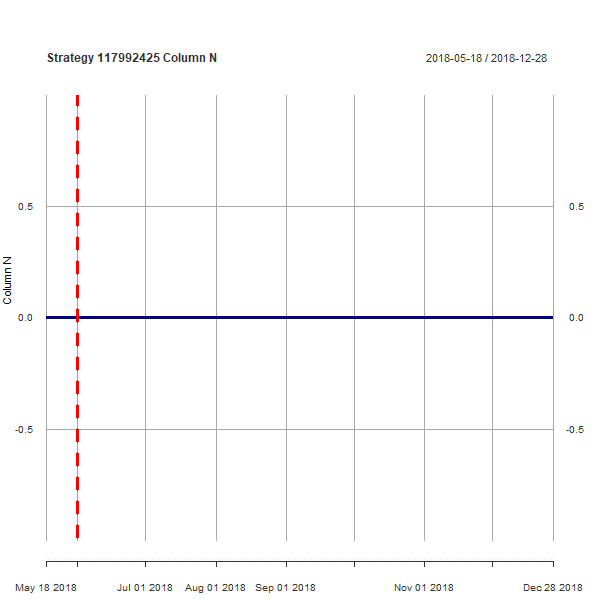 Strategy 117992425 Column N
2018-05-18 / 2018-12-28
0.5
0.5
Column N
0.0
0.0
-0.5
-0.5
May 18 2018
Jul 01 2018
Aug 01 2018
Sep 01 2018
Nov 01 2018
Dec 28 2018